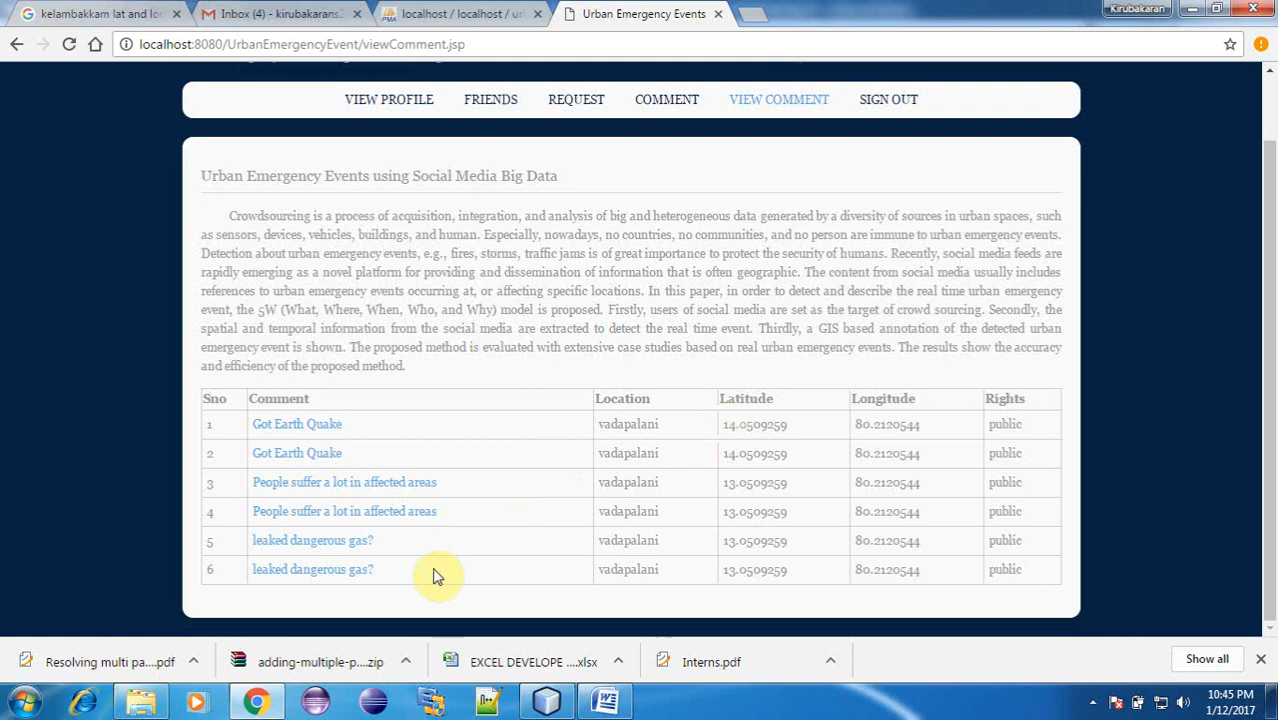 kelambakkam lat and lon
Inbox (4) - kirubakarans.
localhost / localhost / ur
Urban Emergency Events
Kirubakaran
localhost:8080/UrbanEmergencyEvent/viewComment.jsp
VIEW PROFILE FRIENDS REQUEST COMMENT VIEW COMMENT SIGN OUT
Urban Emergency Events using Social Media Big Data
Crowdsourcing is a process of acquisition, integration, and analysis of big and heterogeneous data generated by a diversity of sources in urban spaces, such
as sensors, devices, vehicles, buildings, and human. Especially, nowadays, no countries, no communities, and no person are immune to urban emergency events.
Detection about urban emergency events, e.g., fires, storms, traffic jams is of great importance to protect the security of humans. Recently, social media feeds are
rapidly emerging as a novel platform for providing and dissemination of information that is often geographic. The content from social media usually includes
references to urban emergency events occurring at, or affecting specific locations. In this paper, in order to detect and describe the real time urban emergency
event, the 5W (What, Where, When, Who, and Why) model is proposed. Firstly, users of social media are set as the target of crowd sourcing. Secondly, the
spatial and temporal information from the social media are extracted to detect the real time event. Thirdly, a GIS based annotation of the detected urban
emergency event is shown. The proposed method is evaluated with extensive case studies based on real urban emergency events. The results show the accuracy
and efficiency of the proposed method.
Sno Comment Location Latitude Longitude Rights
1 Got Earth Quake vadapalani 14.0509259 80.2120544 public
2 Got Earth Quake vadapalani 14.0509259 80.2120544 public
3 People suffer a lot in affected areas vadapalani 13.0509259 80.2120544 public
4 People suffer a lot in affected areas vadapalani 13.0509259 80.2120544 public
5 leaked dangerous gas? vadapalani 13.0509259 80.2120544 public
6 leaked dangerous gas? vadapalani 13.0509259 80.2120544 public
Resolving multi pa....pdf
adding-multiple-p....zip
EXCEL DEVELOPE ....xlsx
Interns.pdf
Show all
10:45 PM
1/12/2017